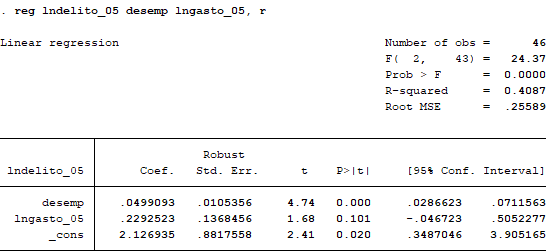 . reg lndelito_05 desemp lngasto_05, r
Linear regression Number of obs = 46
F( 2, 43) = 24.37
Prob > F = 0.0000
R-squared = 0.4087
Root MSE = .25589
Robust
lndelito_05 Coef. Std. Err. t P>|t| [95% Conf. Interval]
desemp .0499093 .0105356 4.74 0.000 .0286623 .0711563
lngasto_05 .2292523 .1368456 1.68 0.101 -.046723 .5052277
_cons 2.126935 .8817558 2.41 0.020 .3487046 3.905165